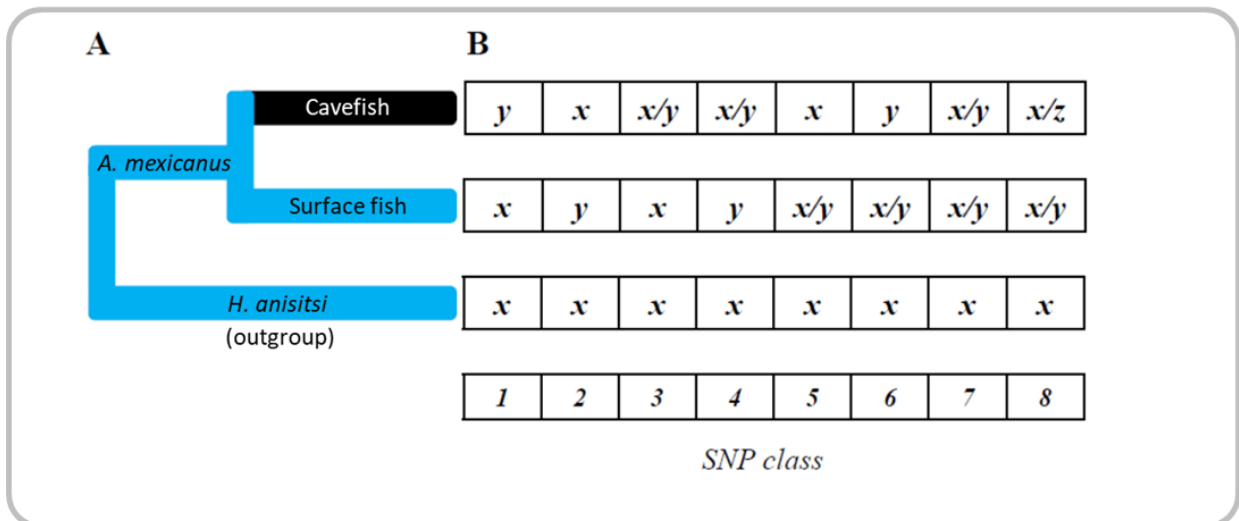 A B
Cavefish y x x/y x/y x y x/y x/z
A. mexicanus
Surface fish x y x y x/y x/y x/y x/y
H. anisitsi x x x x x x x x
(outgroup)
1 2 3 4 5 6 7 8
SNP class